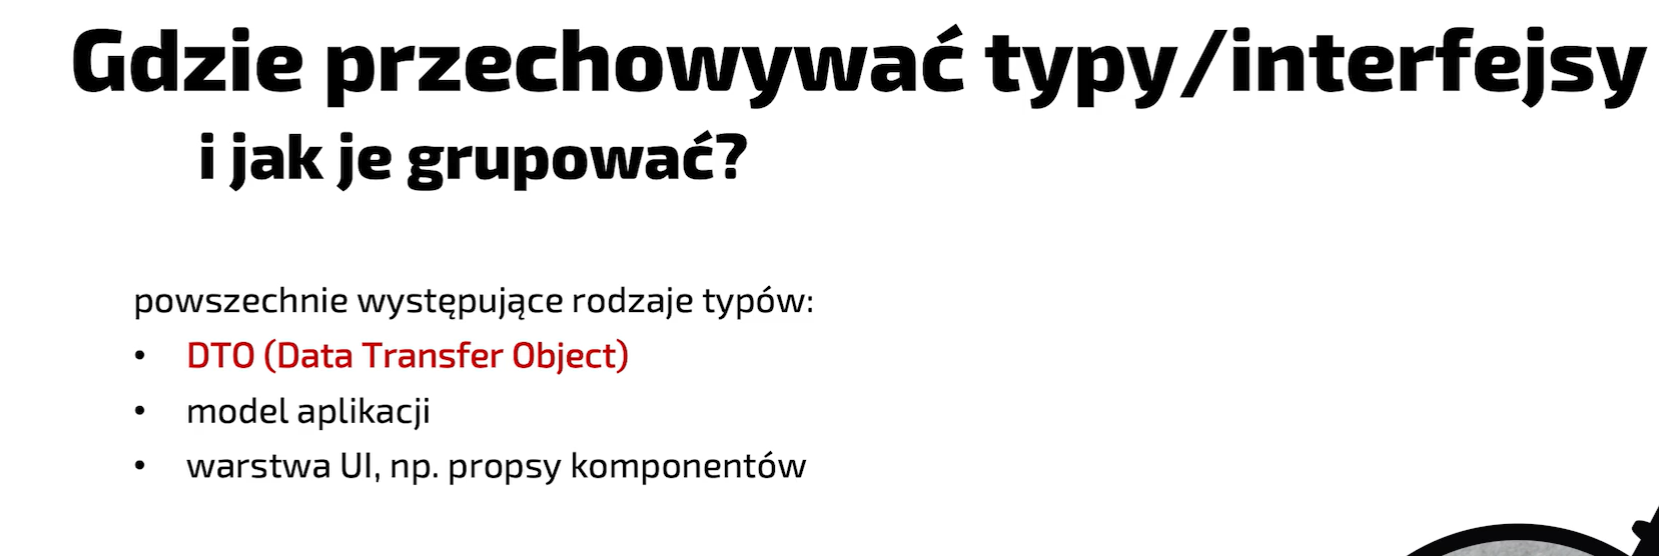 Gdzie przechowywać typy/interfejsy
i jak je grupować?
powszechnie występujące rodzaje typów:
• DTO (Data Transfer Object)
• model aplikacji
• warstwa UI, np. propsy komponentów